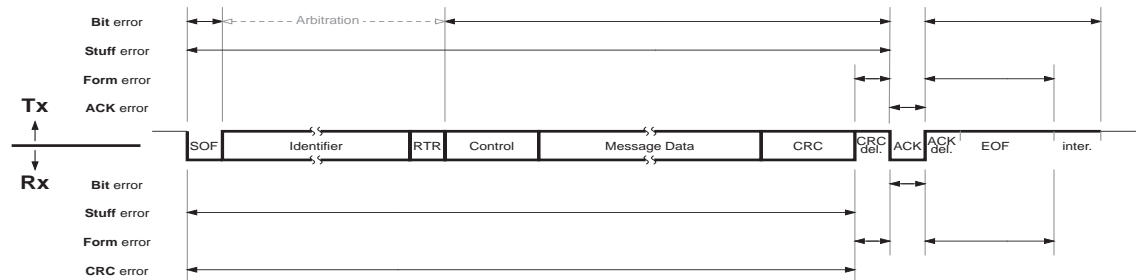 Bit error
Arbitration
Stuff error
Form error
ACK error
Tx
SOF Identifier RTR Control Message Data CRC CRC del. ACK ACK del. EOF inter.
Rx
Bit error
Stuff error
Form error
CRC error